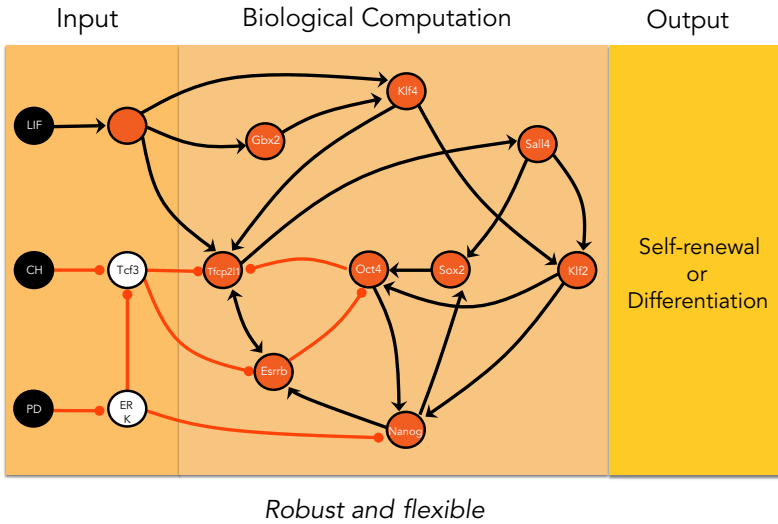 Input
Biological Computation
Output
LIF
Klf4
Gbx2
Sall4
CH
Tcf3
Tfcp2l1
Oct4
Sox2
Klf2
Self-renewal
or
Differentiation
Esrrb
PD
ER
K
Nanog
Robust and flexible